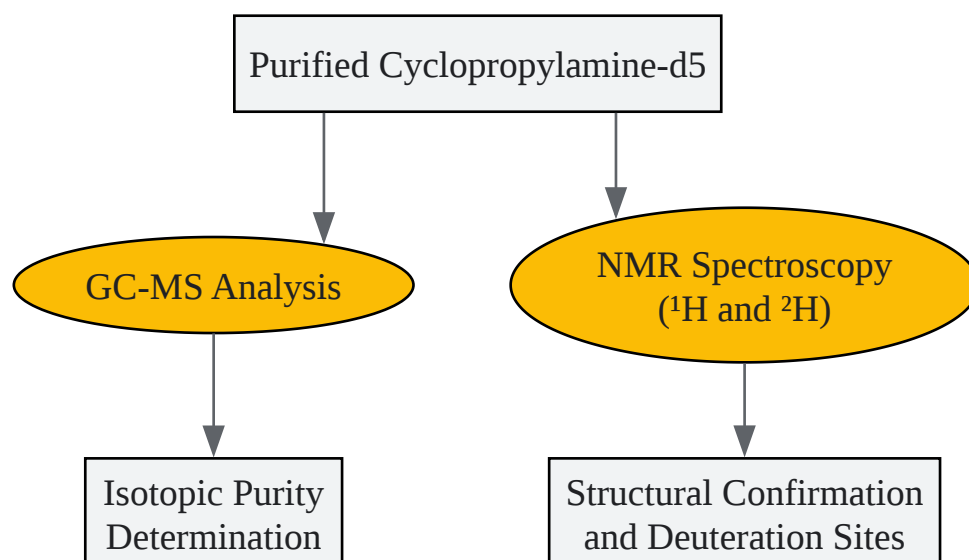 Purified Cyclopropylamine-d5
GC-MS Analysis
NMR Spectroscopy
(¹H and ²H)
Isotopic Purity
Determination
Structural Confirmation
and Deuteration Sites